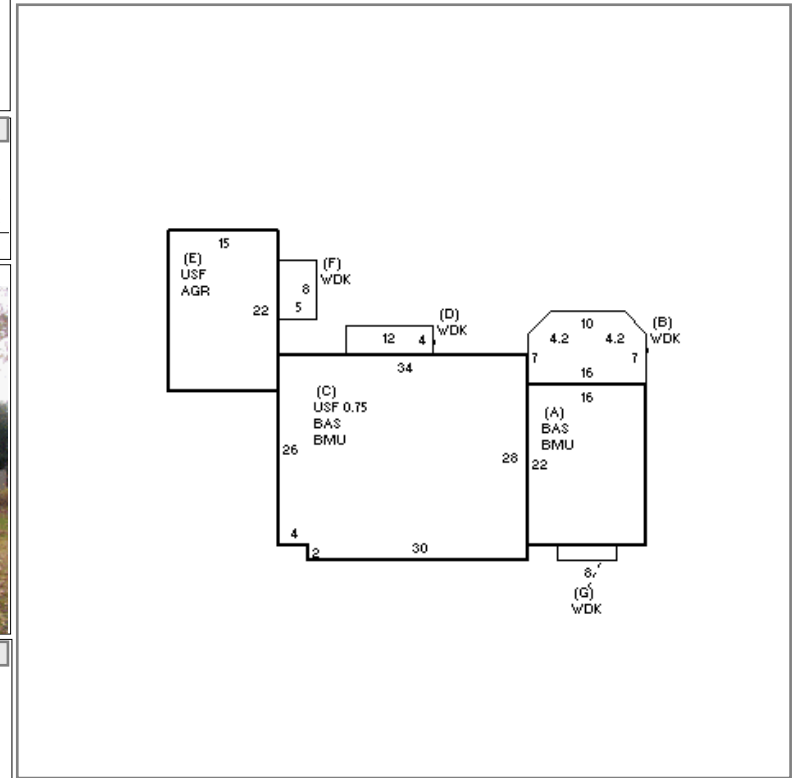 15
(E)
USF
AGR
22
(F)
WDK
8
5
(D)
WDK
12 4
34
10
4.2 4.2
(B)
WDK
7 7
16
16
(C)
USF 0.75
BAS
BMU
(A)
BAS
BMU
26
28
22
4
2
30
8
(G)
WDK